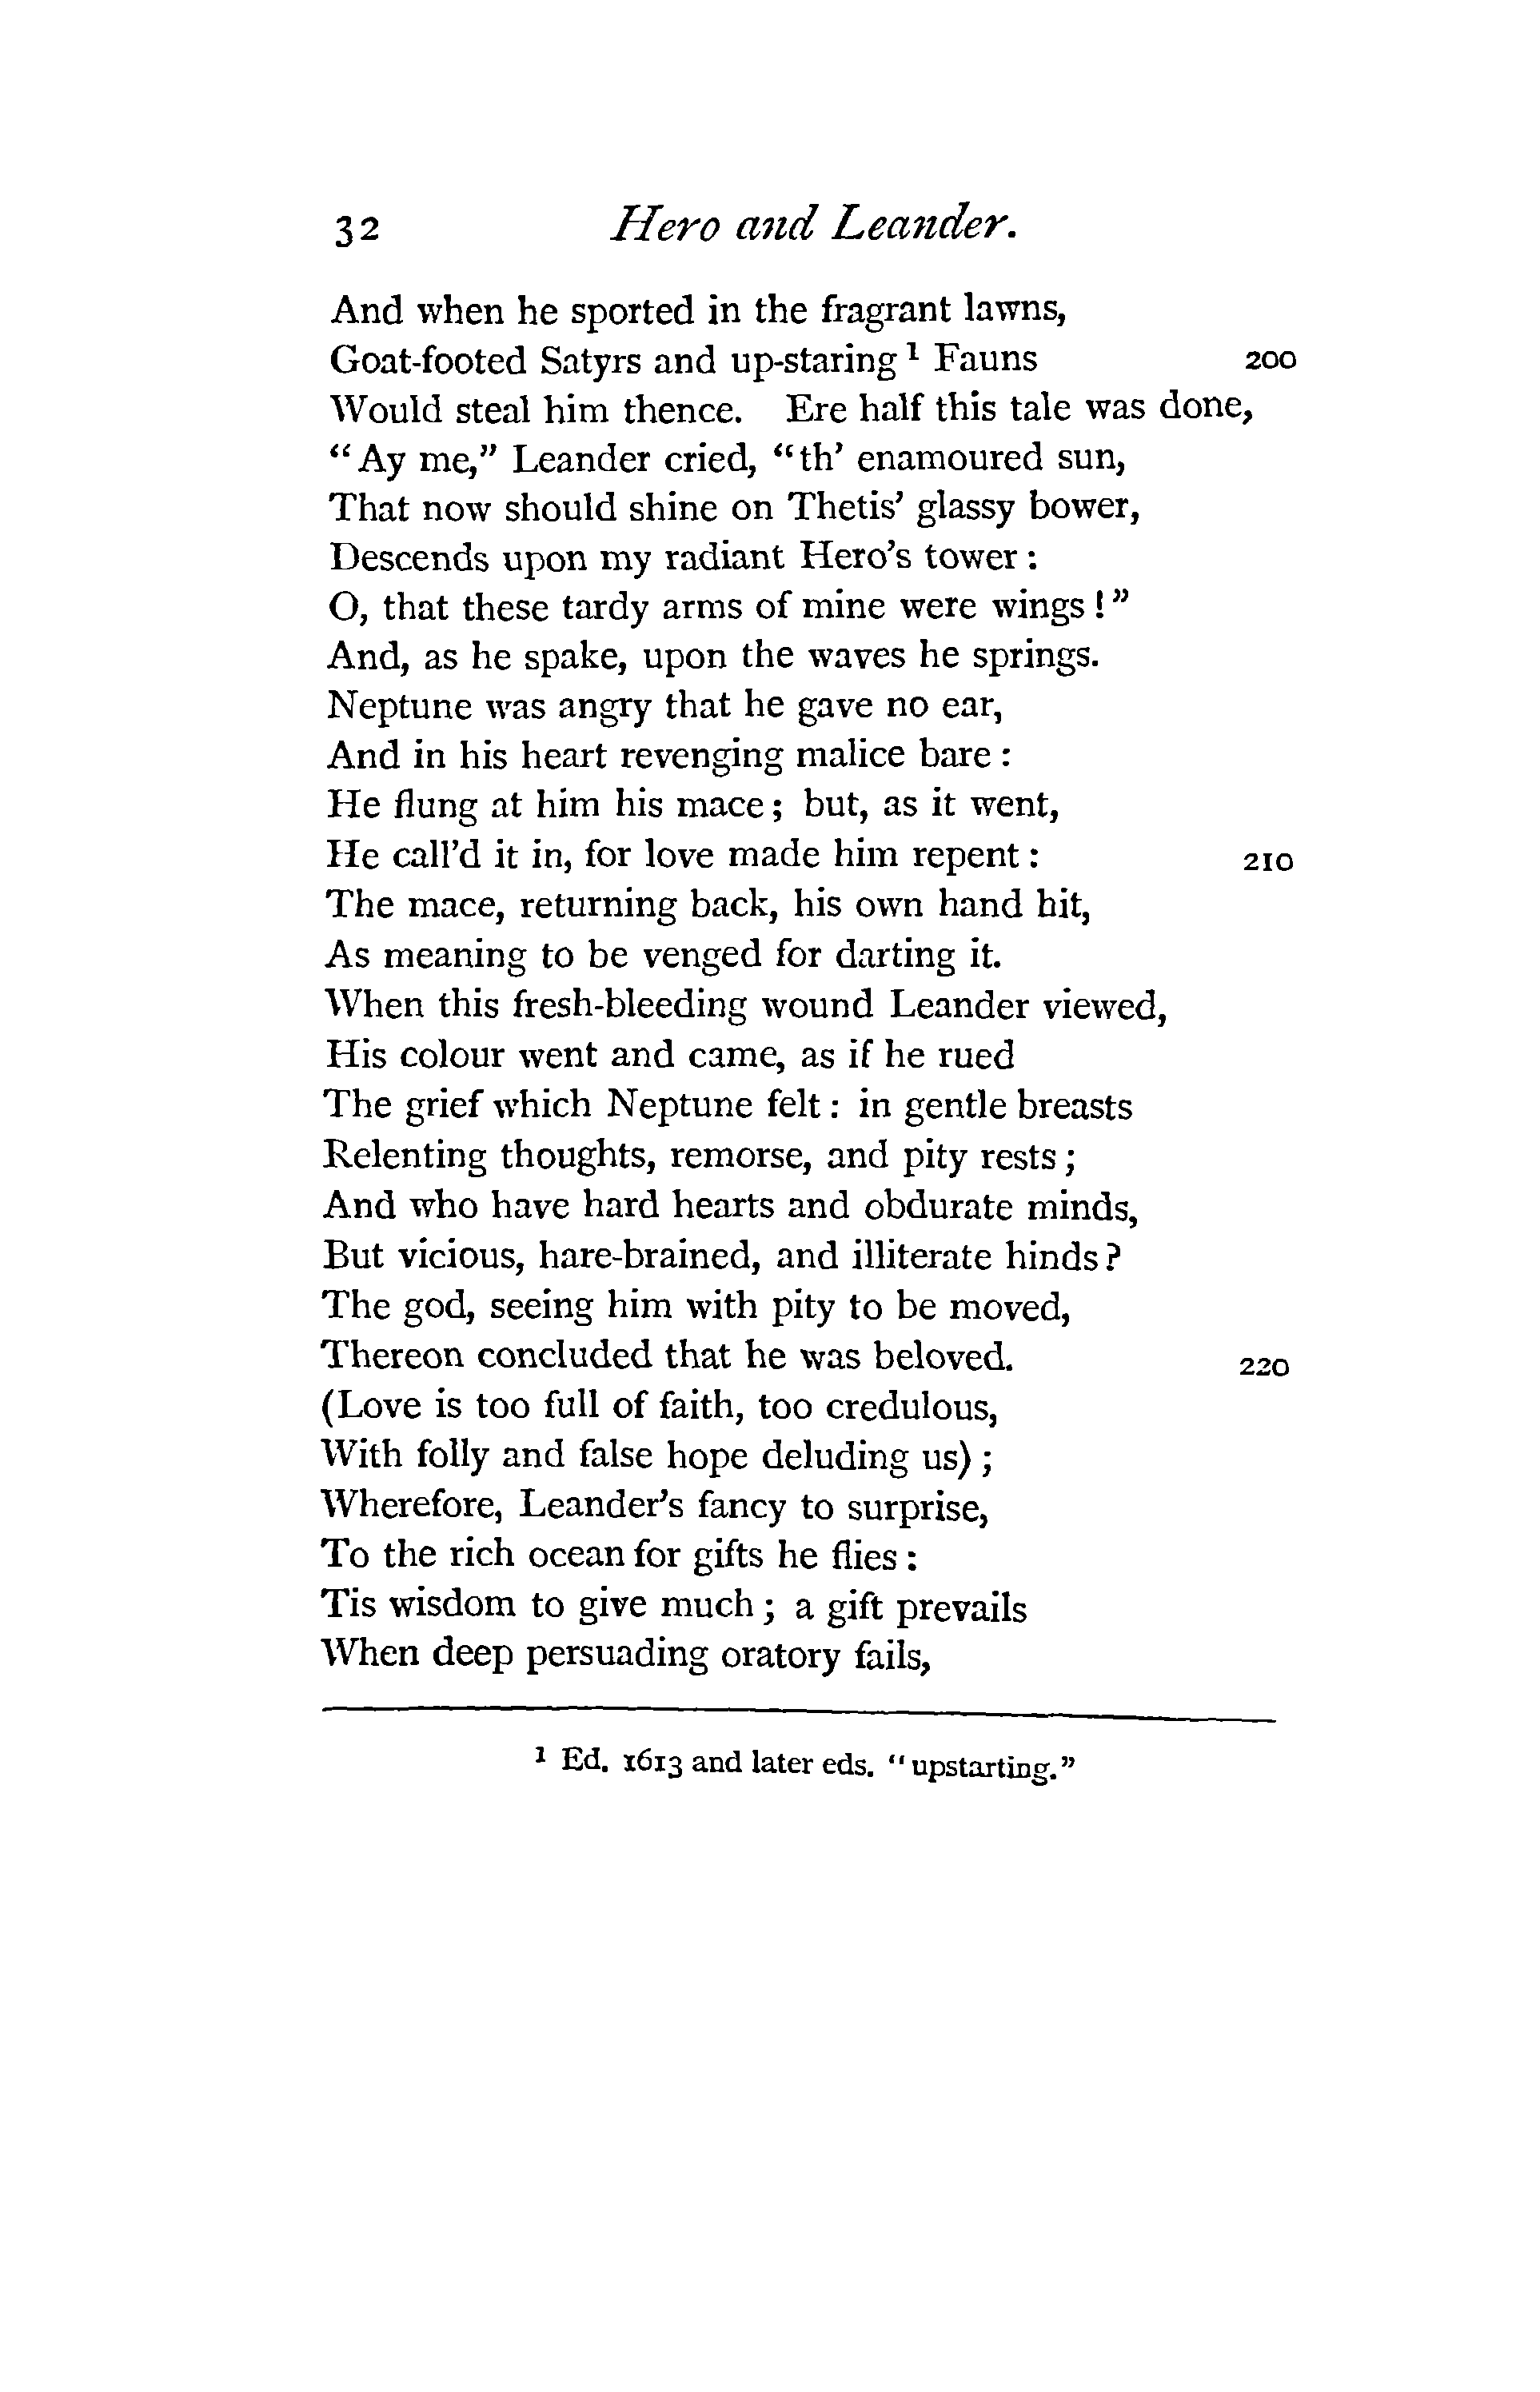 32 Hero and Leander.
And when he sported in the fragrant lawns,
Goat-footed Satyrs and up-staring¹ Fauns 200
Would steal him thence. Ere half this tale was done,
“Ay me,” Leander cried, “th’ enamoured sun,
That now should shine on Thetis’ glassy bower,
Descends upon my radiant Hero’s tower :
O, that these tardy arms of mine were wings !”
And, as he spake, upon the waves he springs.
Neptune was angry that he gave no ear,
And in his heart revenging malice bare :
He flung at him his mace ; but, as it went,
He call’d it in, for love made him repent : 210
The mace, returning back, his own hand hit,
As meaning to be venged for darting it.
When this fresh-bleeding wound Leander viewed,
His colour went and came, as if he rued
The grief which Neptune felt : in gentle breasts
Relenting thoughts, remorse, and pity rests ;
And who have hard hearts and obdurate minds,
But vicious, hare-brained, and illiterate hinds ?
The god, seeing him with pity to be moved,
Thereon concluded that he was beloved. 220
(Love is too full of faith, too credulous,
With folly and false hope deluding us) ;
Wherefore, Leander’s fancy to surprise,
To the rich ocean for gifts he flies :
Tis wisdom to give much ; a gift prevails
When deep persuading oratory fails,
¹ Ed. 1613 and later eds. “upstarting.”